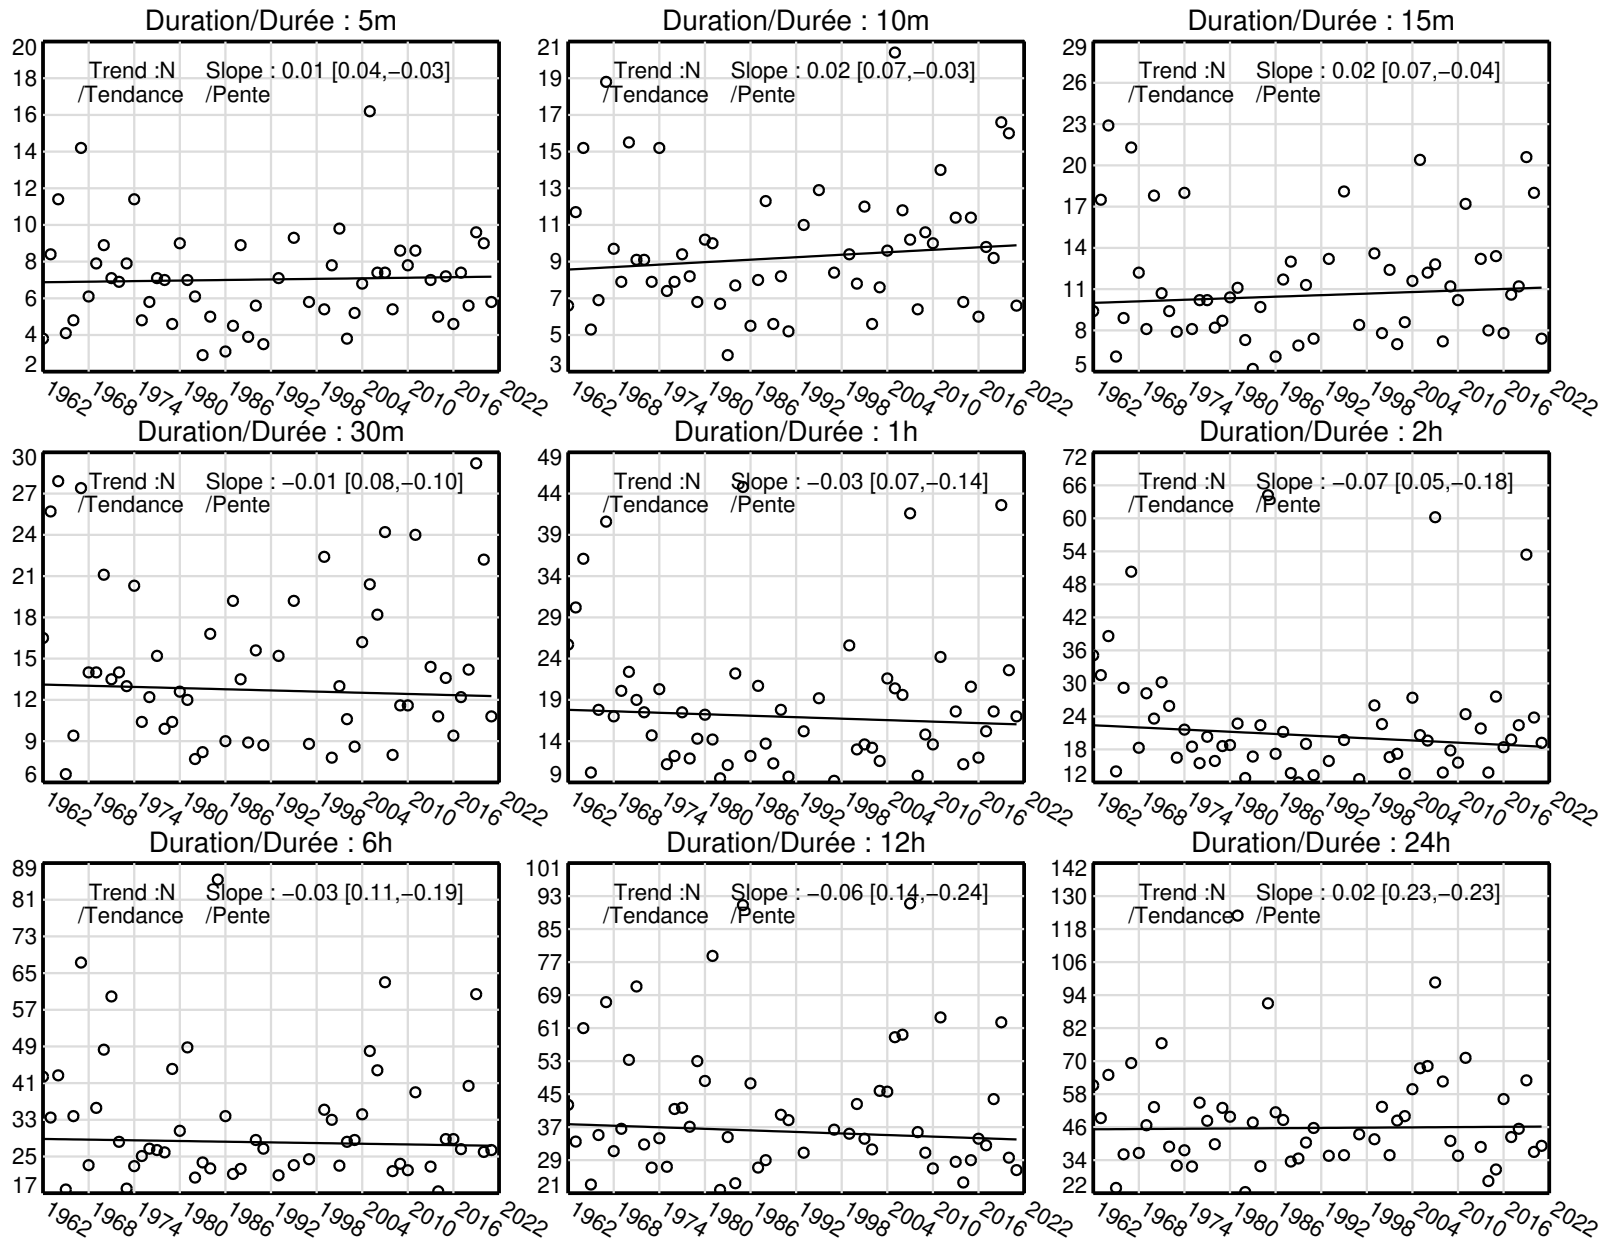 Duration/Durée : 5m
Duration/Durée : 10m
Duration/Durée : 15m
20
18
16
14
12
10
8
6
4
2
Trend :N Slope : 0.01 [0.04,−0.03]
/Tendance /Pente
1962 1968 1974 1980 1986 1992 1998 2004 2010 2016 2022
21
19
17
15
13
11
9
7
5
3
Trend :N Slope : 0.02 [0.07,−0.03]
/Tendance /Pente
1962 1968 1974 1980 1986 1992 1998 2004 2010 2016 2022
29
26
23
20
17
14
11
8
5
Trend :N Slope : 0.02 [0.07,−0.04]
/Tendance /Pente
1962 1968 1974 1980 1986 1992 1998 2004 2010 2016 2022
Duration/Durée : 30m
Duration/Durée : 1h
Duration/Durée : 2h
30
27
24
21
18
15
12
9
6
Trend :N Slope : −0.01 [0.08,−0.10]
/Tendance /Pente
1962 1968 1974 1980 1986 1992 1998 2004 2010 2016 2022
49
44
39
34
29
24
19
14
9
Trend :N Slope : −0.03 [0.07,−0.14]
/Tendance /Pente
1962 1968 1974 1980 1986 1992 1998 2004 2010 2016 2022
72
66
60
54
48
42
36
30
24
18
12
Trend :N Slope : −0.07 [0.05,−0.18]
/Tendance /Pente
1962 1968 1974 1980 1986 1992 1998 2004 2010 2016 2022
Duration/Durée : 6h
Duration/Durée : 12h
Duration/Durée : 24h
89
81
73
65
57
49
41
33
25
17
Trend :N Slope : −0.03 [0.11,−0.19]
/Tendance /Pente
1962 1968 1974 1980 1986 1992 1998 2004 2010 2016 2022
101
93
85
77
69
61
53
45
37
29
21
Trend :N Slope : −0.06 [0.14,−0.24]
/Tendance /Pente
1962 1968 1974 1980 1986 1992 1998 2004 2010 2016 2022
142
130
118
106
94
82
70
58
46
34
22
Trend :N Slope : 0.02 [0.23,−0.23]
/Tendance /Pente
1962 1968 1974 1980 1986 1992 1998 2004 2010 2016 2022